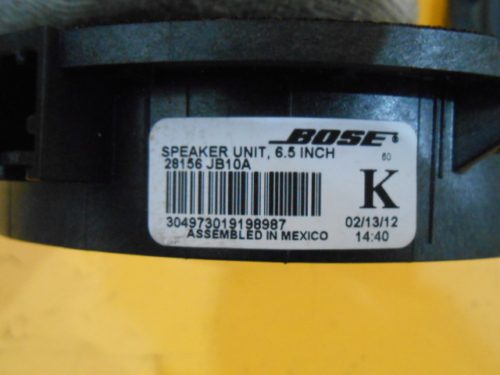 BOSE®
SPEAKER UNIT, 6.5 INCH
60
28156 JB10A
K
304973019198987
02/13/12
ASSEMBLED IN MEXICO
14:40